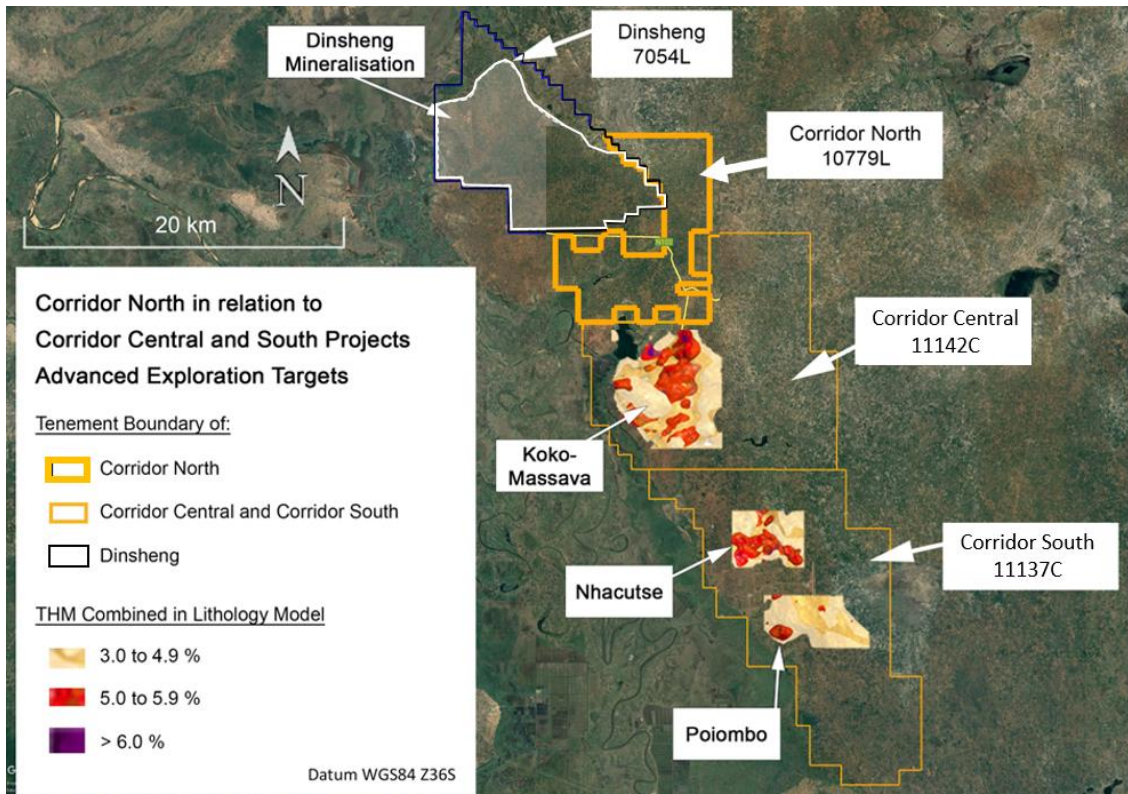 Dinsheng
Mineralisation
Dinsheng
7054L
Corridor North
10779L
N
20 km
Corridor North in relation to
Corridor Central and South Projects
Advanced Exploration Targets
Tenement Boundary of:
Corridor North
Corridor Central and Corridor South
Dinsheng
THM Combined in Lithology Model
3.0 to 4.9 %
5.0 to 5.9 %
> 6.0 %
Datum WGS84 Z36S
Corridor Central
11142C
Koko-
Massava
Corridor South
11137C
Nhacutse
Poiombo